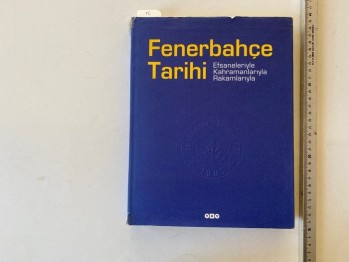 Fenerbahçe
Tarihi
Efsaneleriyle
Kahramanlarıyla
Rakamlarıyla